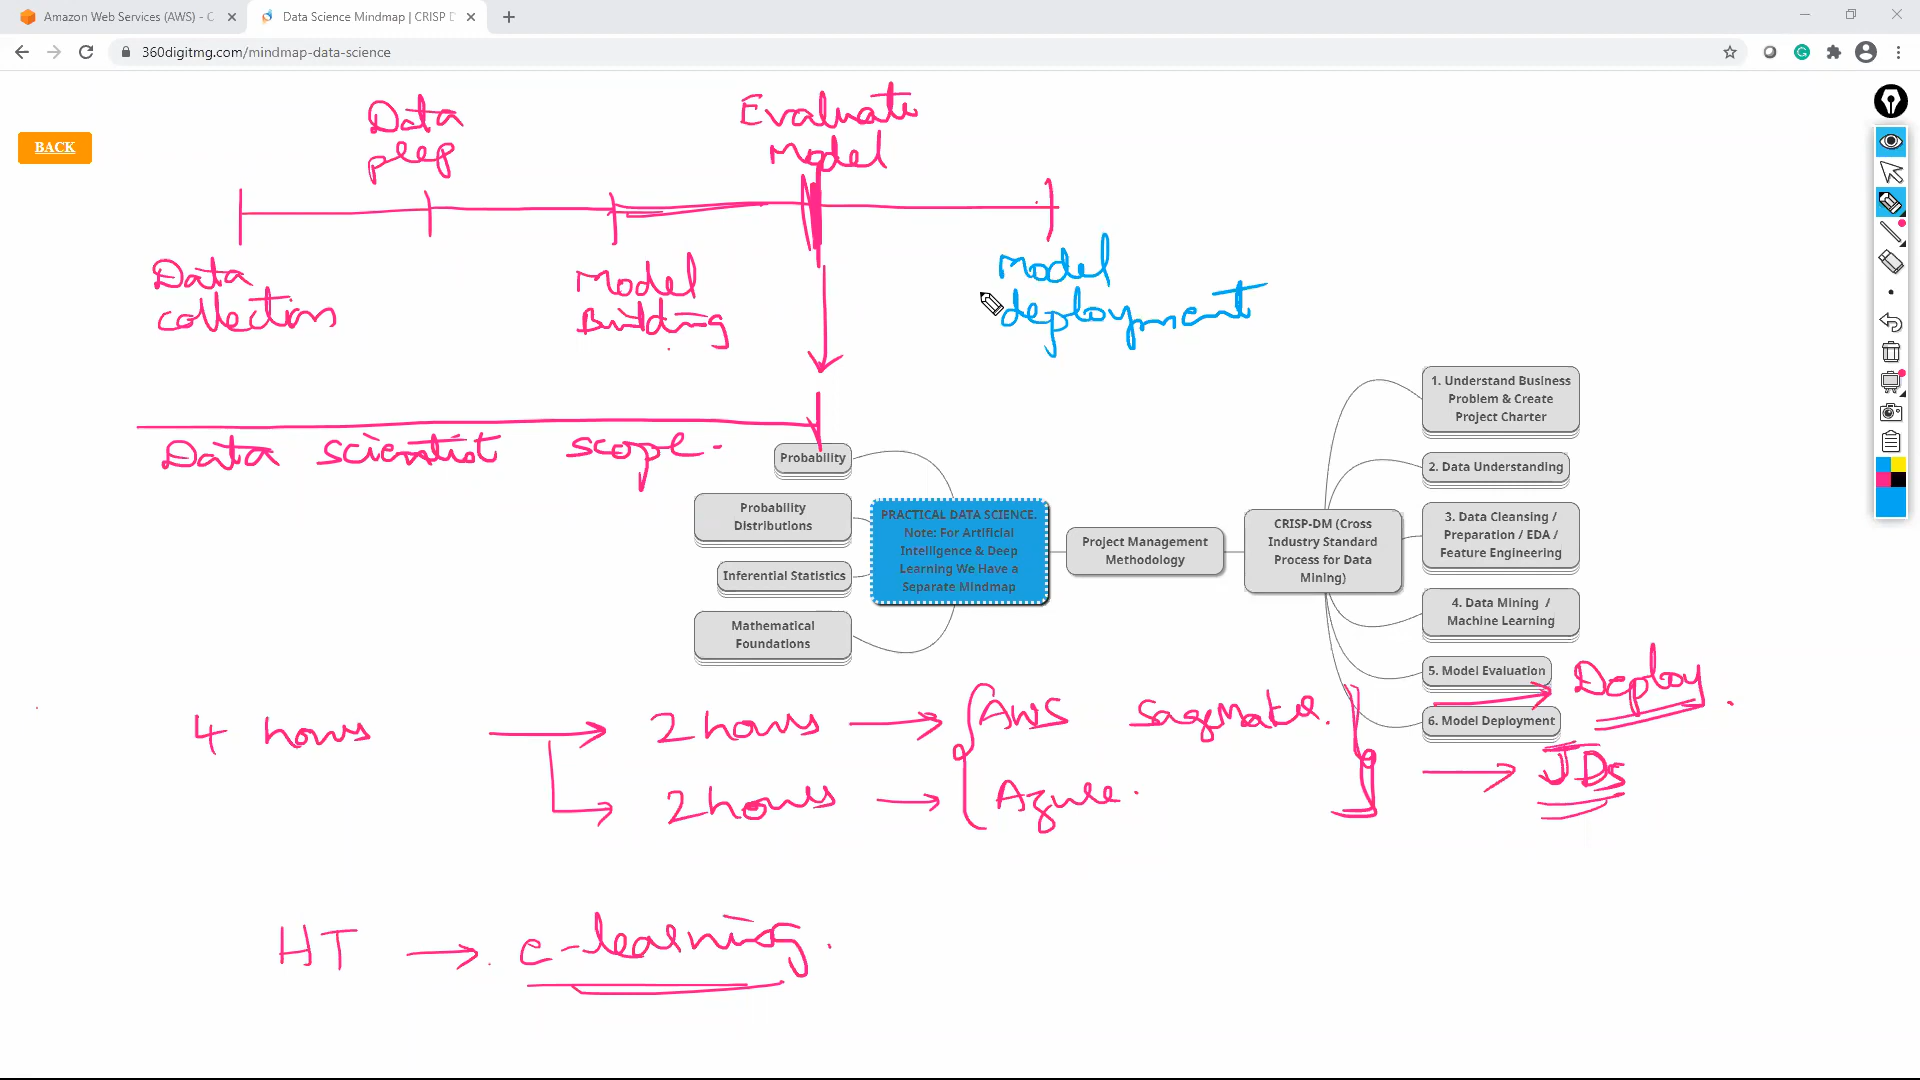 Amazon Web Services (AWS) - C
Data Science Mindmap | CRISP D
360digitmg.com/mindmap-data-science
BACK
Data
prep
Evaluate
Model
Data
collection
Model
Building
Model
deployment
Data scientist scope.
Probability
Probability
Distributions
Inferential Statistics
Mathematical
Foundations
PRACTICAL DATA SCIENCE.
Note: For Artificial
Intelligence & Deep
Learning We Have a
Separate Mindmap
Project Management
Methodology
CRISP-DM (Cross
Industry Standard
Process for Data
Mining)
1. Understand Business
Problem & Create
Project Charter
2. Data Understanding
3. Data Cleansing /
Preparation / EDA /
Feature Engineering
4. Data Mining /
Machine Learning
5. Model Evaluation
6. Model Deployment
Deploy.
JDs
4 hours
2 hours
AWS SageMaker.
2 hours
Azure.
HT
e-learning.